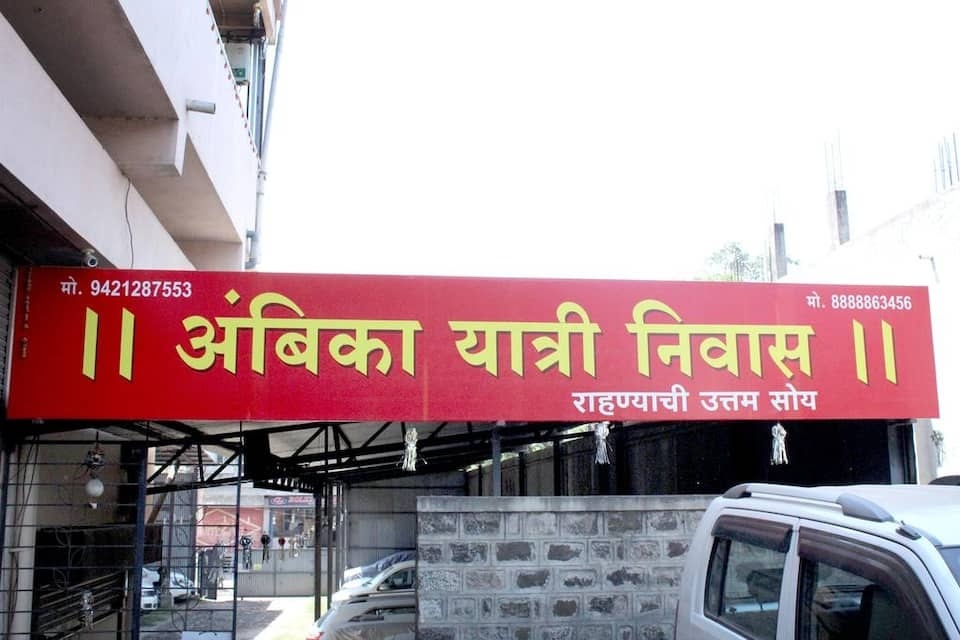 मो. 9421287553
मो. 8888863456
|| अंबिका यात्री निवास ||
राहण्याची उत्तम सोय